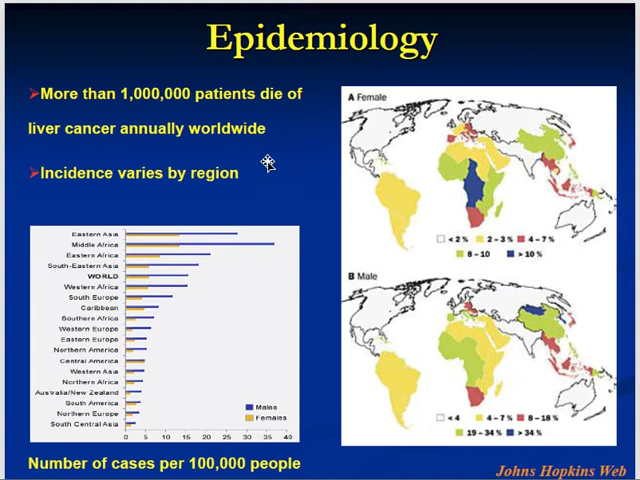 Epidemiology
➢More than 1,000,000 patients die of
liver cancer annually worldwide
➢Incidence varies by region
Eastern Asia
Middle Africa
Eastern Africa
South-Eastern Asia
WORLD
Western Africa
South Europe
Caribbean
Southern Africa
Western Europe
Eastern Europe
Northern America
Central America
Western Asia
Northern Africa
Australia/New Zealand
South America
Northern Europe
South Central Asia
Males
Females
0 5 10 15 20 25 30 35 40
Number of cases per 100,000 people
A Female
< 2 % 2 – 3 % 4 – 7 %
8 – 10 > 10 %
B Male
< 4 4 – 7 % 8 – 18 %
19 – 34 % > 34 %
Johns Hopkins Web